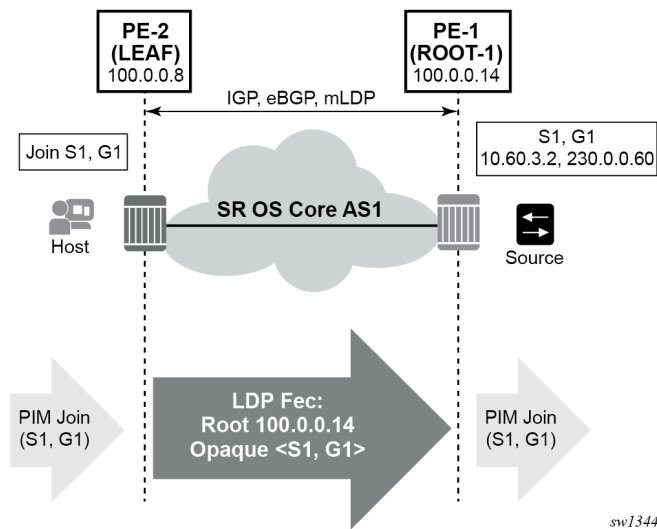 PE-2
(LEAF)
100.0.0.8
PE-1
(ROOT-1)
100.0.0.14
IGP, eBGP, mLDP
Join S1, G1
S1, G1
10.60.3.2, 230.0.0.60
SR OS Core AS1
Host
Source
PIM Join
(S1, G1)
LDP Fec:
Root 100.0.0.14
Opaque <S1, G1>
PIM Join
(S1, G1)
sw1344